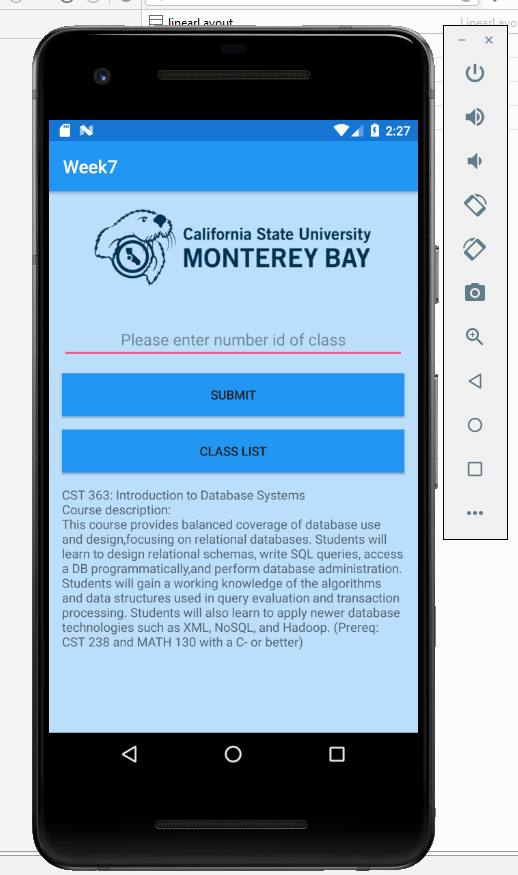 linearLayout
LinearLayo
2:27
Week7
California State University
MONTEREY BAY
Please enter number id of class
SUBMIT
CLASS LIST
CST 363: Introduction to Database Systems
Course description:
This course provides balanced coverage of database use
and design,focusing on relational databases. Students will
learn to design relational schemas, write SQL queries, access
a DB programmatically,and perform database administration.
Students will gain a working knowledge of the algorithms
and data structures used in query evaluation and transaction
processing. Students will also learn to apply newer database
technologies such as XML, NoSQL, and Hadoop. (Prereq:
CST 238 and MATH 130 with a C- or better)